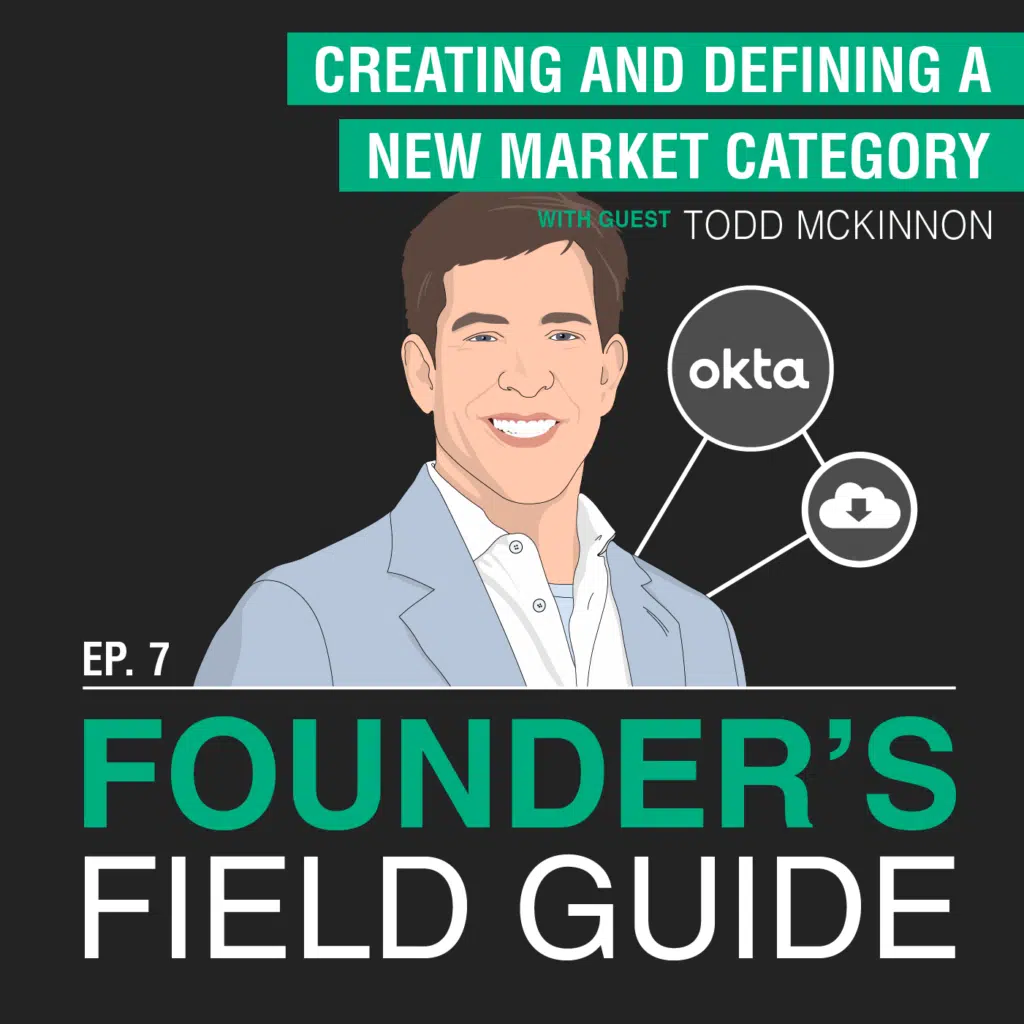 CREATING AND DEFINING A
NEW MARKET CATEGORY
WITH GUEST TODD MCKINNON
okta
EP. 7
FOUNDER'S
FIELD GUIDE